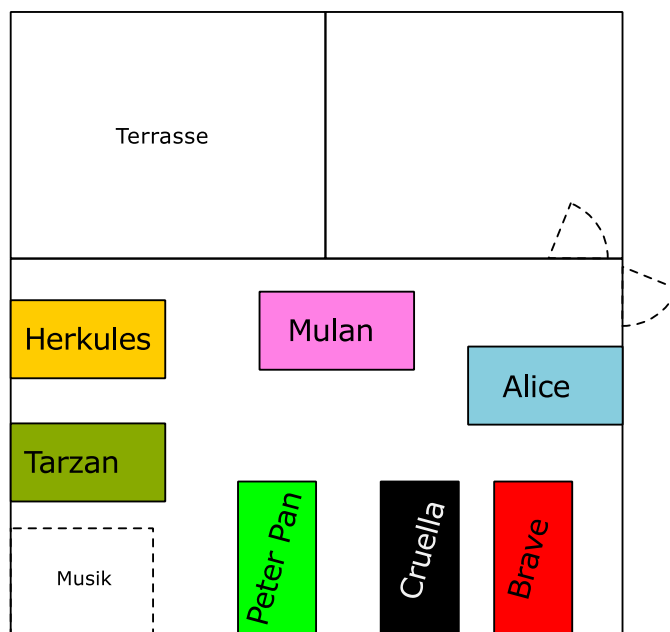 Terrasse
Herkules
Mulan
Alice
Tarzan
Peter Pan
Cruella
Brave
Musik